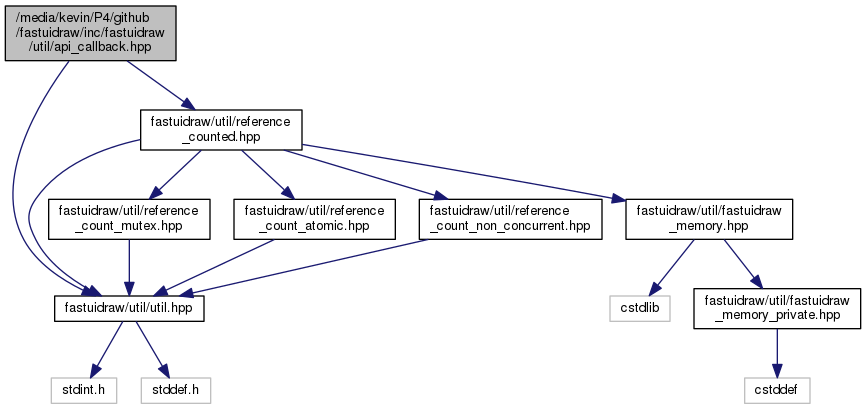 /media/kevin/P4/github
/fastuidraw/inc/fastuidraw
/util/api_callback.hpp
fastuidraw/util/reference
_counted.hpp
fastuidraw/util/reference
_count_mutex.hpp
fastuidraw/util/reference
_count_atomic.hpp
fastuidraw/util/reference
_count_non_concurrent.hpp
fastuidraw/util/fastuidraw
_memory.hpp
fastuidraw/util/util.hpp
cstdlib
fastuidraw/util/fastuidraw
_memory_private.hpp
stdint.h
stddef.h
cstddef